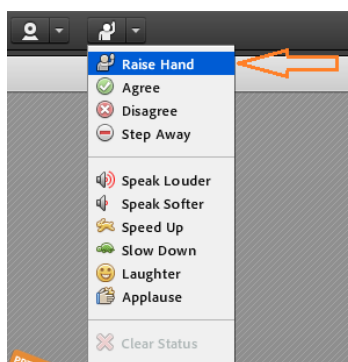 Raise Hand
Agree
Disagree
Step Away
Speak Louder
Speak Softer
Speed Up
Slow Down
Laughter
Applause
Clear Status